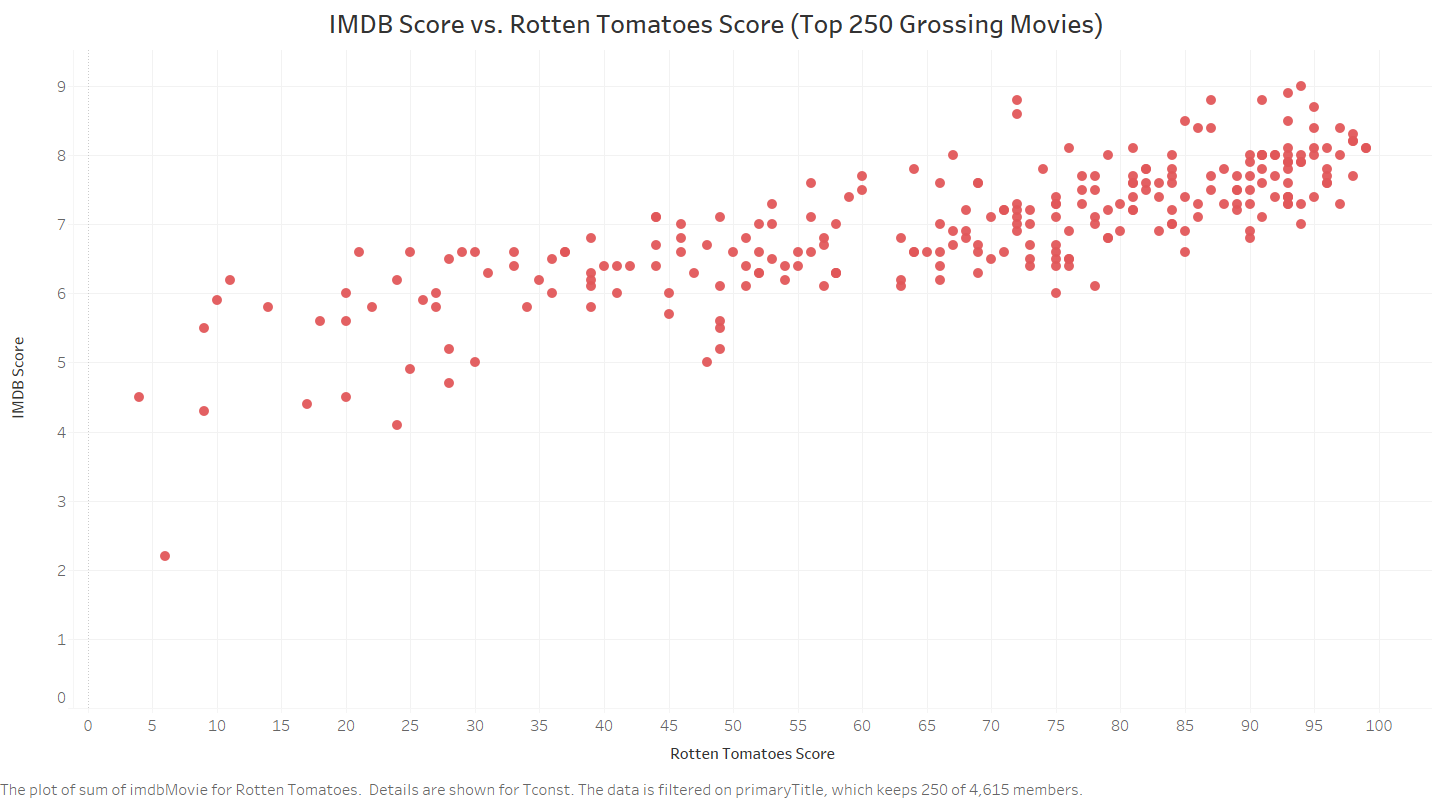 IMDB Score vs. Rotten Tomatoes Score (Top 250 Grossing Movies)
9
8
7
6
5
4
3
2
1
0
IMDB Score
0 5 10 15 20 25 30 35 40 45 50 55 60 65 70 75 80 85 90 95 100
Rotten Tomatoes Score
The plot of sum of imdbMovie for Rotten Tomatoes.  Details are shown for Tconst. The data is filtered on primaryTitle, which keeps 250 of 4,615 members.